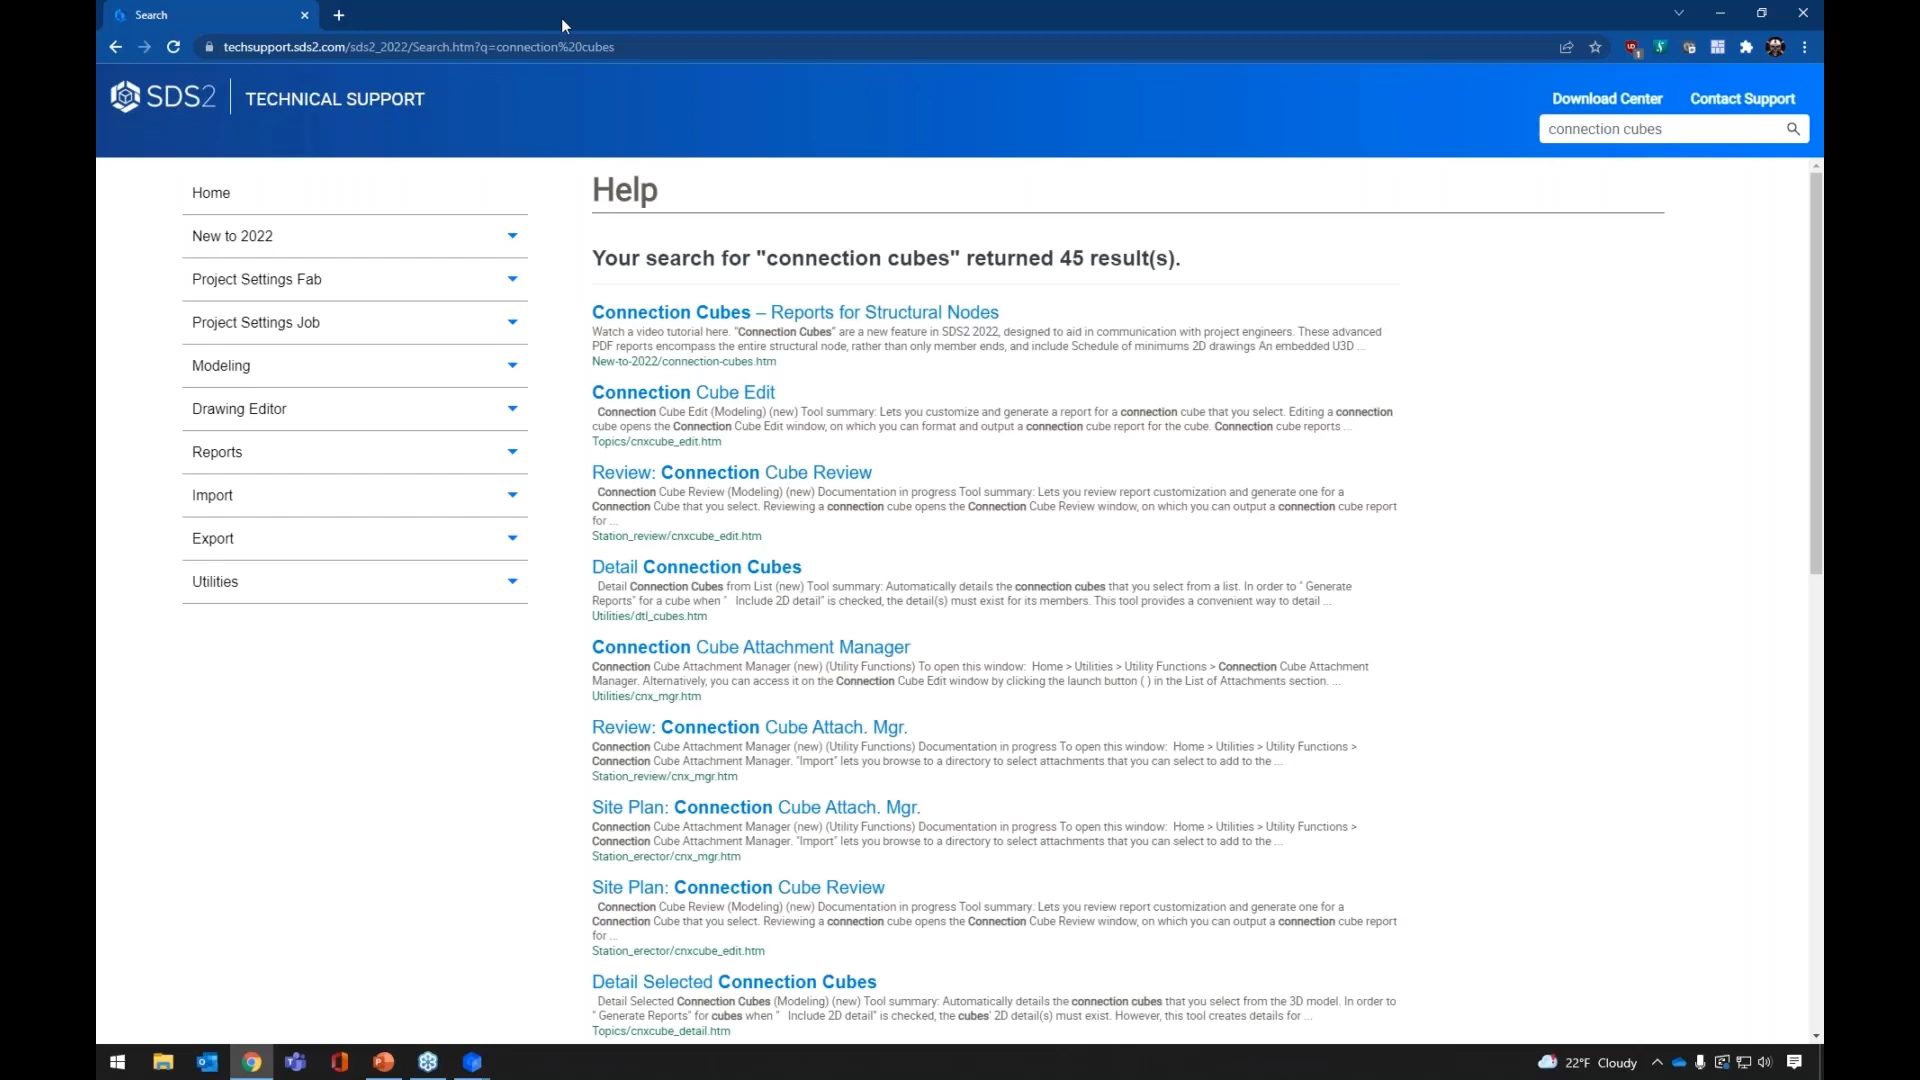 Search
techsupport.sds2.com/sds2_2022/Search.htm?q=connection%20cubes
SDS2
TECHNICAL SUPPORT
Download Center
Contact Support
connection cubes
Home
New to 2022
Project Settings Fab
Project Settings Job
Modeling
Drawing Editor
Reports
Import
Export
Utilities
Help
Your search for "connection cubes" returned 45 result(s).
Connection Cubes – Reports for Structural Nodes
Watch a video tutorial here. "Connection Cubes" are a new feature in SDS2 2022, designed to aid in communication with project engineers. These advanced
PDF reports encompass the entire structural node, rather than only member ends, and include Schedule of minimums 2D drawings An embedded U3D ...
New-to-2022/connection-cubes.htm
Connection Cube Edit
Connection Cube Edit (Modeling) (new) Tool summary: Lets you customize and generate a report for a connection cube that you select. Editing a connection
cube opens the Connection Cube Edit window, on which you can format and output a connection cube report for the cube. Connection cube reports ...
Topics/cnxcube_edit.htm
Review: Connection Cube Review
Connection Cube Review (Modeling) (new) Documentation in progress Tool summary: Lets you review report customization and generate one for a
Connection Cube that you select. Reviewing a connection cube opens the Connection Cube Review window, on which you can output a connection cube report
for ...
Station_review/cnxcube_edit.htm
Detail Connection Cubes
Detail Connection Cubes from List (new) Tool summary: Automatically details the connection cubes that you select from a list. In order to " Generate
Reports" for a cube when " Include 2D detail" is checked, the detail(s) must exist for its members. This tool provides a convenient way to detail ...
Utilities/dtl_cubes.htm
Connection Cube Attachment Manager
Connection Cube Attachment Manager (new) (Utility Functions) To open this window: Home > Utilities > Utility Functions > Connection Cube Attachment
Manager. Alternatively, you can access it on the Connection Cube Edit window by clicking the launch button ( ) in the List of Attachments section. ...
Utilities/cnx_mgr.htm
Review: Connection Cube Attach. Mgr.
Connection Cube Attachment Manager (new) (Utility Functions) Documentation in progress To open this window: Home > Utilities > Utility Functions >
Connection Cube Attachment Manager. "Import" lets you browse to a directory to select attachments that you can select to add to the ...
Station_review/cnx_mgr.htm
Site Plan: Connection Cube Attach. Mgr.
Connection Cube Attachment Manager (new) (Utility Functions) Documentation in progress To open this window: Home > Utilities > Utility Functions >
Connection Cube Attachment Manager. "Import" lets you browse to a directory to select attachments that you can select to add to the ...
Station_erector/cnx_mgr.htm
Site Plan: Connection Cube Review
Connection Cube Review (Modeling) (new) Documentation in progress Tool summary: Lets you review report customization and generate one for a
Connection Cube that you select. Reviewing a connection cube opens the Connection Cube Review window, on which you can output a connection cube report
for ...
Station_erector/cnxcube_edit.htm
Detail Selected Connection Cubes
Detail Selected Connection Cubes (Modeling) (new) Tool summary: Automatically details the connection cubes that you select from the 3D model. In order to
" Generate Reports" for cubes when " Include 2D detail" is checked, the cubes' 2D detail(s) must exist. However, this tool creates details for ...
Topics/cnxcube_detail.htm
22°F Cloudy